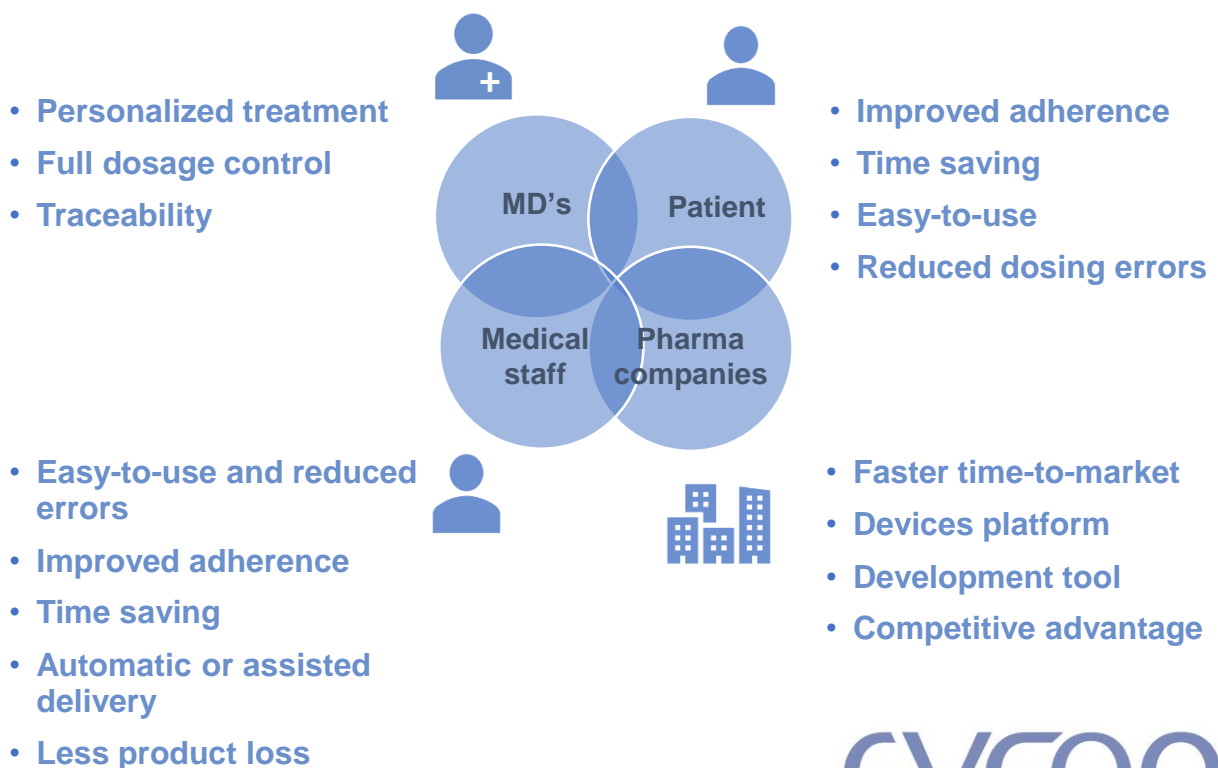 • Personalized treatment
• Full dosage control
• Traceability
MD's
Patient
• Improved adherence
• Time saving
• Easy-to-use
• Reduced dosing errors
Medical
staff
Pharma
companies
• Easy-to-use and reduced
errors
• Improved adherence
• Time saving
• Automatic or assisted
delivery
• Less product loss
• Faster time-to-market
• Devices platform
• Development tool
• Competitive advantage